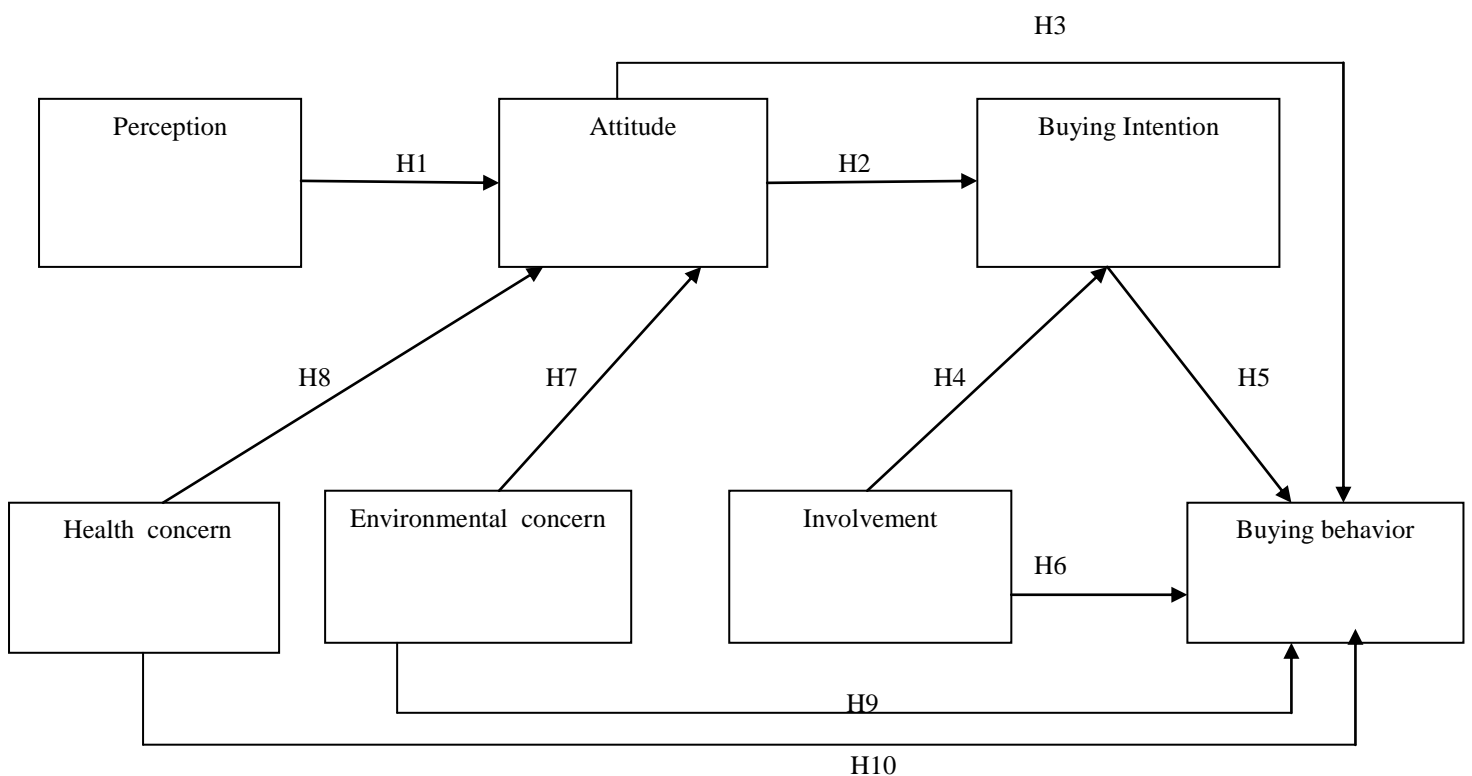 H3
Perception
Attitude
Buying Intention
H1
H2
H8
H7
H4
H5
Health concern
Environmental concern
Involvement
Buying behavior
H6
H9
H10